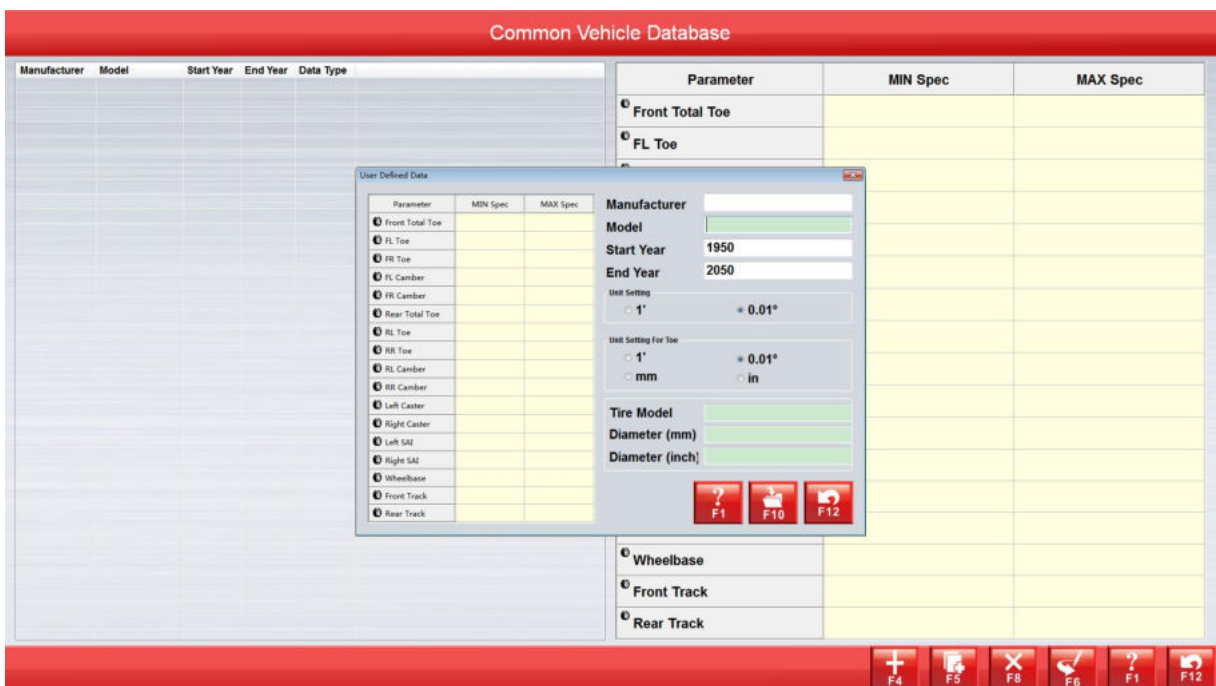 Common Vehicle Database
Manufacturer Model Start Year End Year Data Type
Parameter MIN Spec MAX Spec
Front Total Toe
FL Toe
User Defined Data
Parameter MIN Spec MAX Spec
Front Total Toe
FL Toe
FR Toe
FL Camber
FR Camber
Rear Total Toe
RL Toe
RR Toe
RL Camber
RR Camber
Left Caster
Right Caster
Left SAI
Right SAI
Wheelbase
Front Track
Rear Track
Manufacturer
Model
Start Year 1950
End Year 2050
Unit Setting
1' 0.01°
Unit Setting For Toe
1' 0.01°
mm in
Tire Model
Diameter (mm)
Diameter (inch)
? F1 F10 F12
Wheelbase
Front Track
Rear Track
F4 F5 F8 F6 ? F1 F12